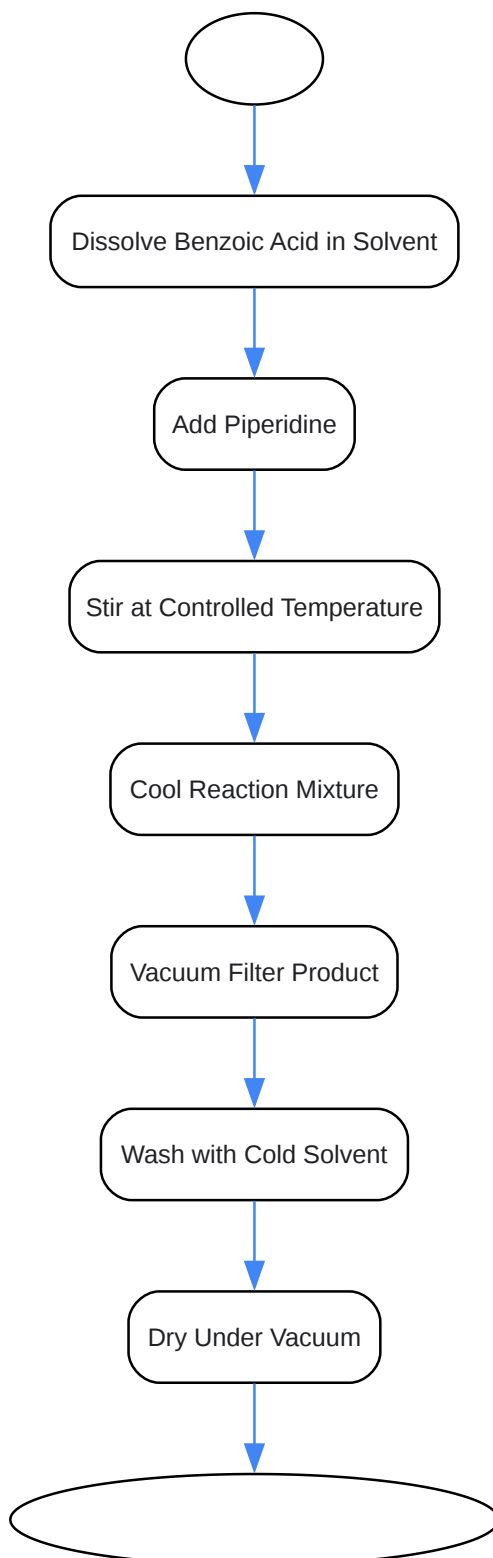 Dissolve Benzoic Acid in Solvent
Add Piperidine
Stir at Controlled Temperature
Cool Reaction Mixture
Vacuum Filter Product
Wash with Cold Solvent
Dry Under Vacuum